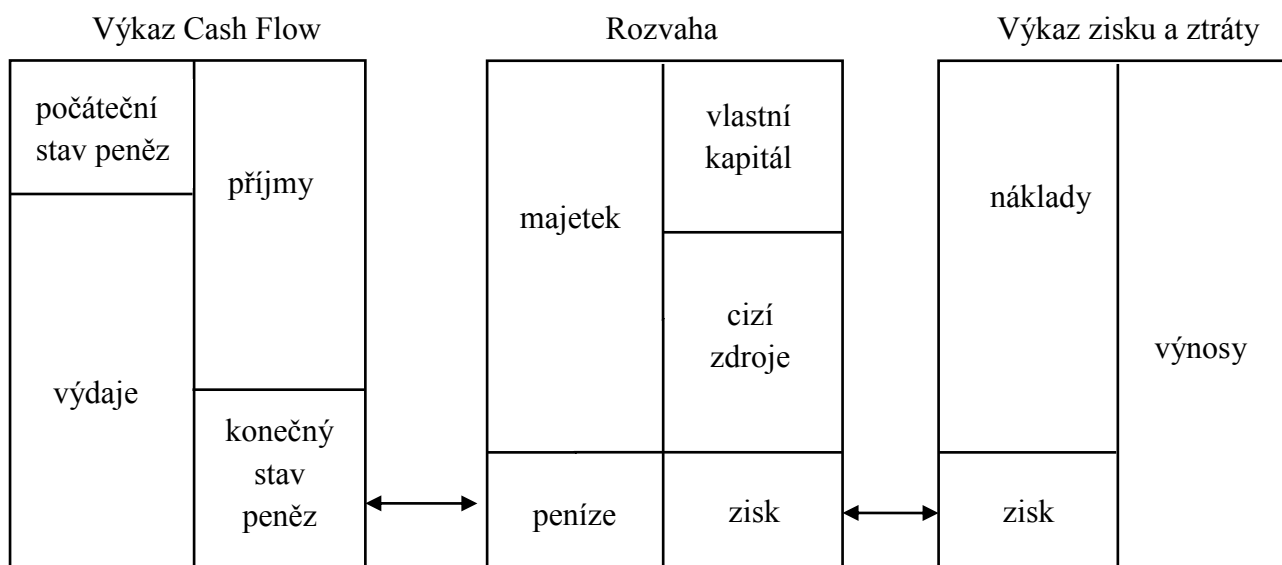 Výkaz Cash Flow
počáteční
stav peněz
výdaje
příjmy
konečný
stav
peněz
Rozvaha
majetek
peníze
vlastní
kapitál
cizí
zdroje
zisk
Výkaz zisku a ztráty
náklady
zisk
výnosy